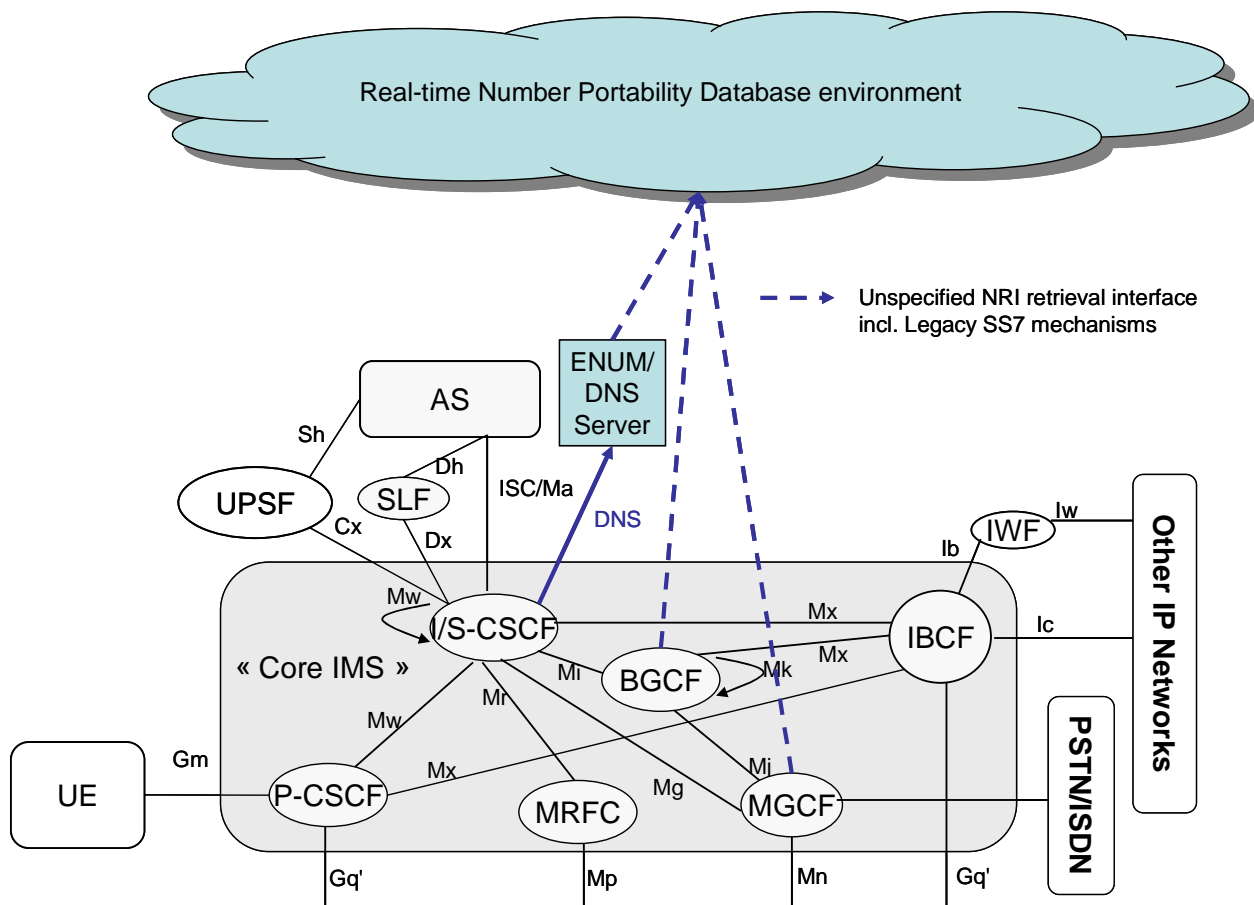 Real-time Number Portability Database environment
Unspecified NRI retrieval interface
incl. Legacy SS7 mechanisms
ENUM/
DNS
Server
AS
Sh
Dh
ISC/Ma
UPSF
SLF
DNS
Cx
Dx
IWF
Iw
Ib
Other IP Networks
Mw
I/S-CSCF
Mx
IBCF
Ic
« Core IMS »
Mi
BGCF
Mk
Mx
Mr
Mw
Gm
Mx
Mj
Mg
UE
P-CSCF
MRFC
MGCF
PSTN/ISDN
Gq'
Mp
Mn
Gq'